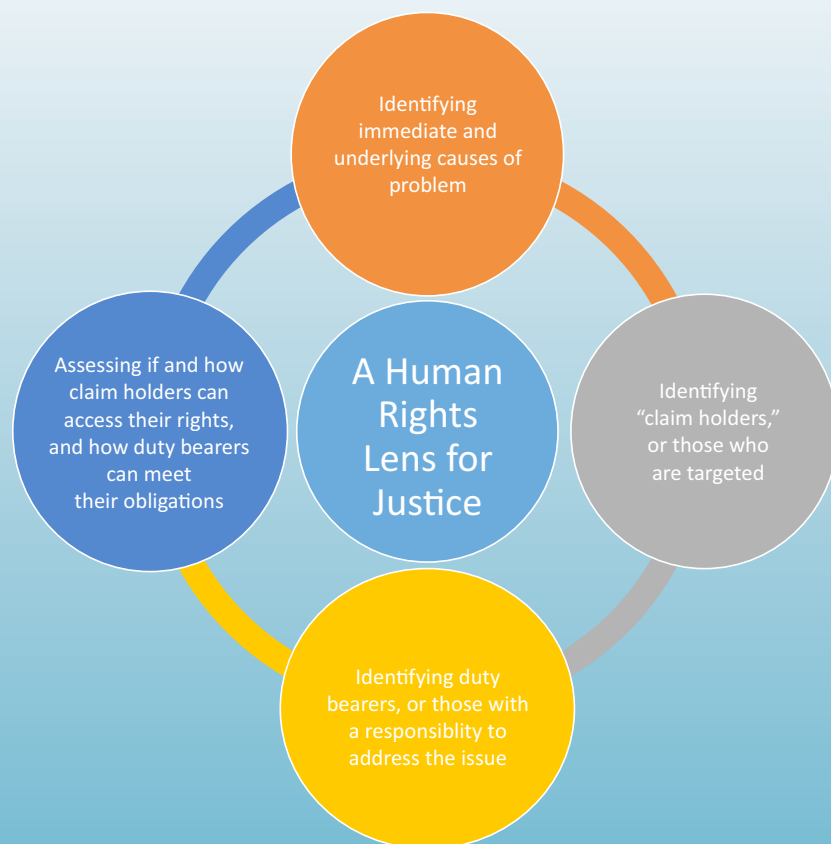 Identifying
immediate and
underlying causes of
problem
Assessing if and how
claim holders can
access their rights,
and how duty bearers
can meet
their obligations
A Human
Rights
Lens for
Justice
Identifying
“claim holders,”
or those who
are targeted
Identifying duty
bearers, or those with
a responsiblity to
address the issue